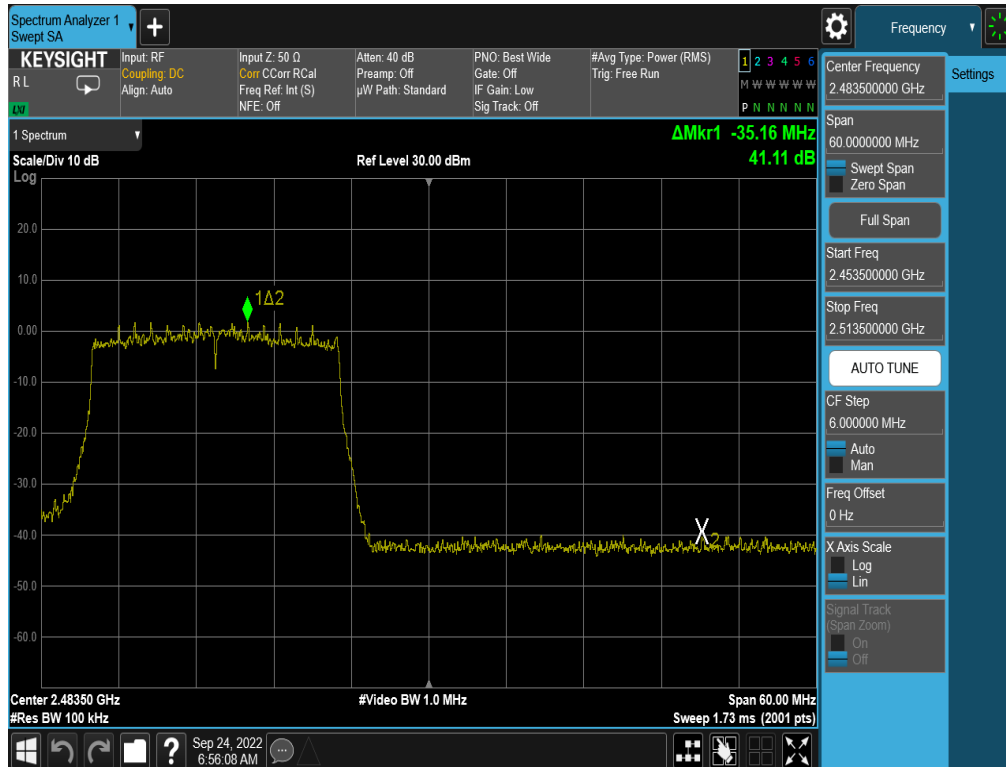 Spectrum Analyzer 1
Swept SA
+
Frequency
KEYSIGHT
R L
LXI
Input: RF
Coupling: DC
Align: Auto
Input Z: 50 Ω
Corr CCorr RCal
Freq Ref: Int (S)
NFE: Off
Atten: 40 dB
Preamp: Off
µW Path: Standard
PNO: Best Wide
Gate: Off
IF Gain: Low
Sig Track: Off
#Avg Type: Power (RMS)
Trig: Free Run
1 2 3 4 5 6
M W W W W W
P N N N N N
1 Spectrum
ΔMkr1 -35.16 MHz
41.11 dB
Scale/Div 10 dB
Ref Level 30.00 dBm
Log
20.0
10.0
0.00
-10.0
-20.0
-30.0
-40.0
-50.0
-60.0
1Δ2
X2
Center 2.48350 GHz
#Video BW 1.0 MHz
Span 60.00 MHz
#Res BW 100 kHz
Sweep 1.73 ms (2001 pts)
Center Frequency
2.483500000 GHz
Settings
Span
60.0000000 MHz
Swept Span
Zero Span
Full Span
Start Freq
2.453500000 GHz
Stop Freq
2.513500000 GHz
AUTO TUNE
CF Step
6.000000 MHz
Auto
Man
Freq Offset
0 Hz
X Axis Scale
Log
Lin
Signal Track
(Span Zoom)
On
Off
?
Sep 24, 2022
6:56:08 AM